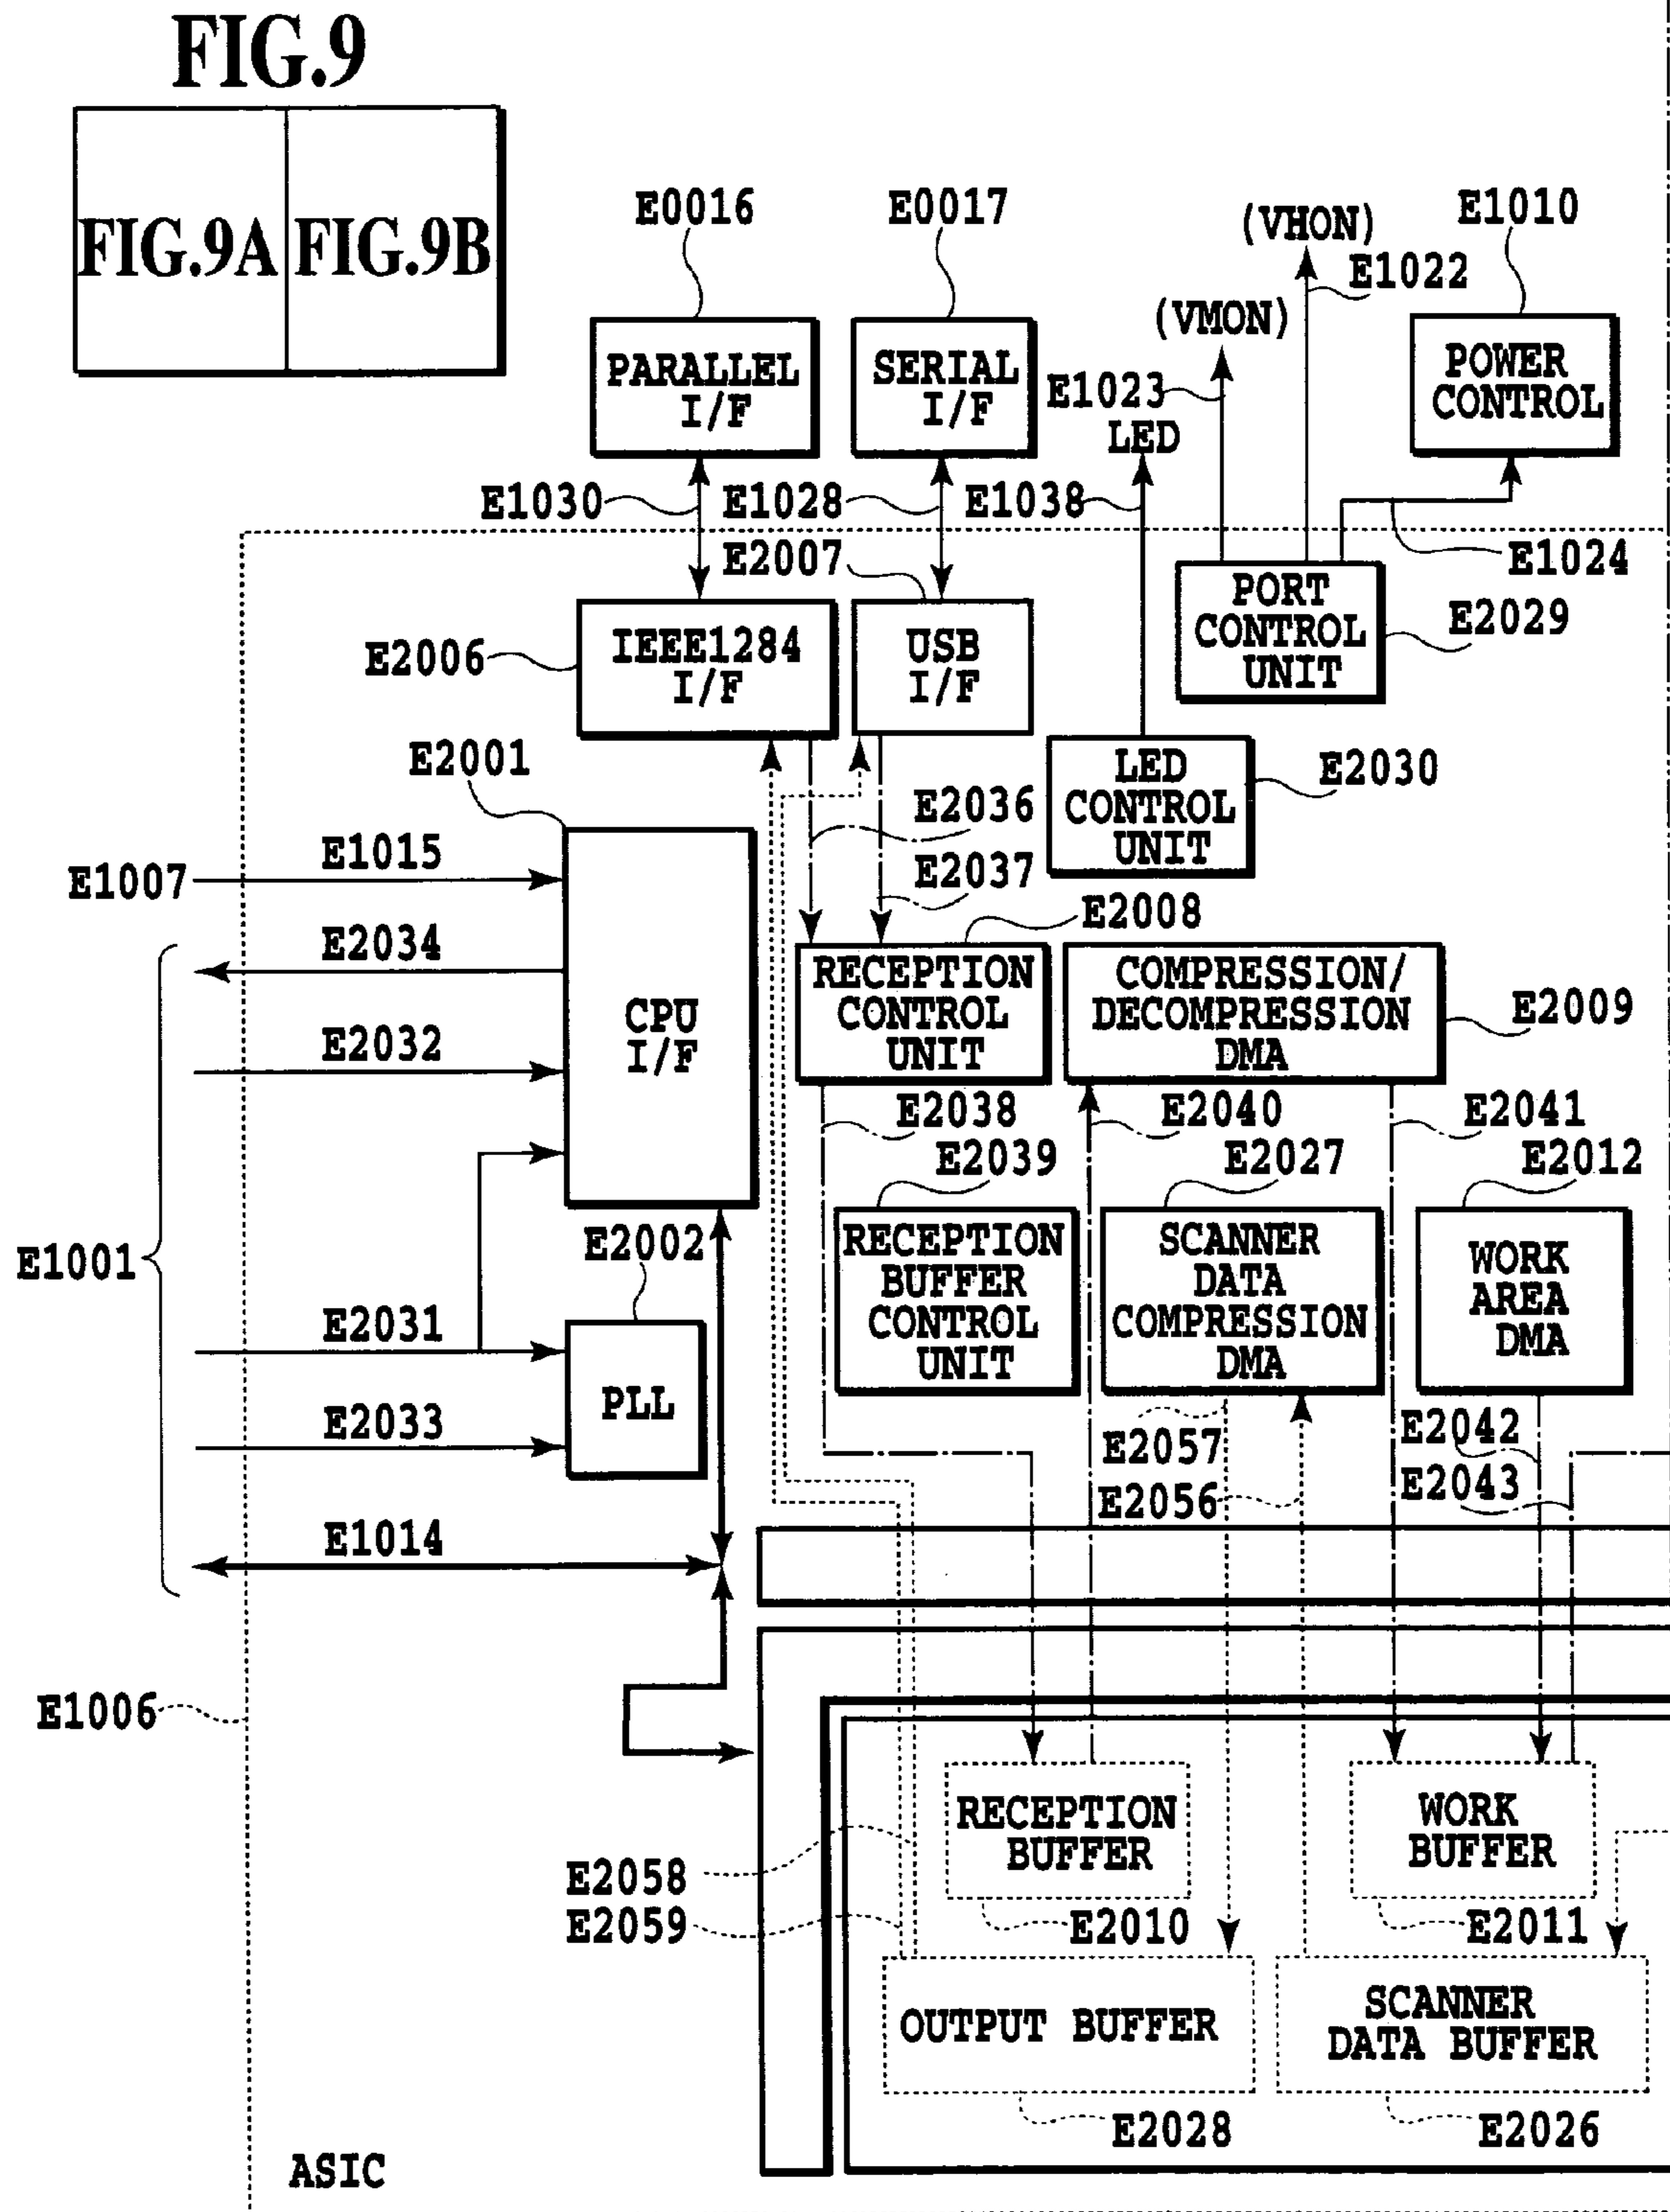 FIG.9
FIG.9A
FIG.9B
E0016
E0017
(VHON)
E1010
E1022
(VMON)
PARALLEL
I/F
SERIAL
I/F
E1023
LED
POWER
CONTROL
E1030
E1028
E1038
E2007
E1024
E2006
IEEE1284
I/F
USB
I/F
PORT
CONTROL
UNIT
E2029
E2001
LED
CONTROL
UNIT
E2030
E2036
E1007
E1015
E2037
E2008
E2034
CPU
I/F
RECEPTION
CONTROL
UNIT
COMPRESSION/
DECOMPRESSION
DMA
E2009
E2032
E2038
E2040
E2041
E2039
E2027
E2012
E1001
E2002
RECEPTION
BUFFER
CONTROL
UNIT
SCANNER
DATA
COMPRESSION
DMA
WORK
AREA
DMA
E2031
PLL
E2033
E2057
E2042
E2056
E2043
E1014
E1006
RECEPTION
BUFFER
WORK
BUFFER
E2058
E2059
E2010
E2011
OUTPUT BUFFER
SCANNER
DATA BUFFER
E2028
E2026
ASIC